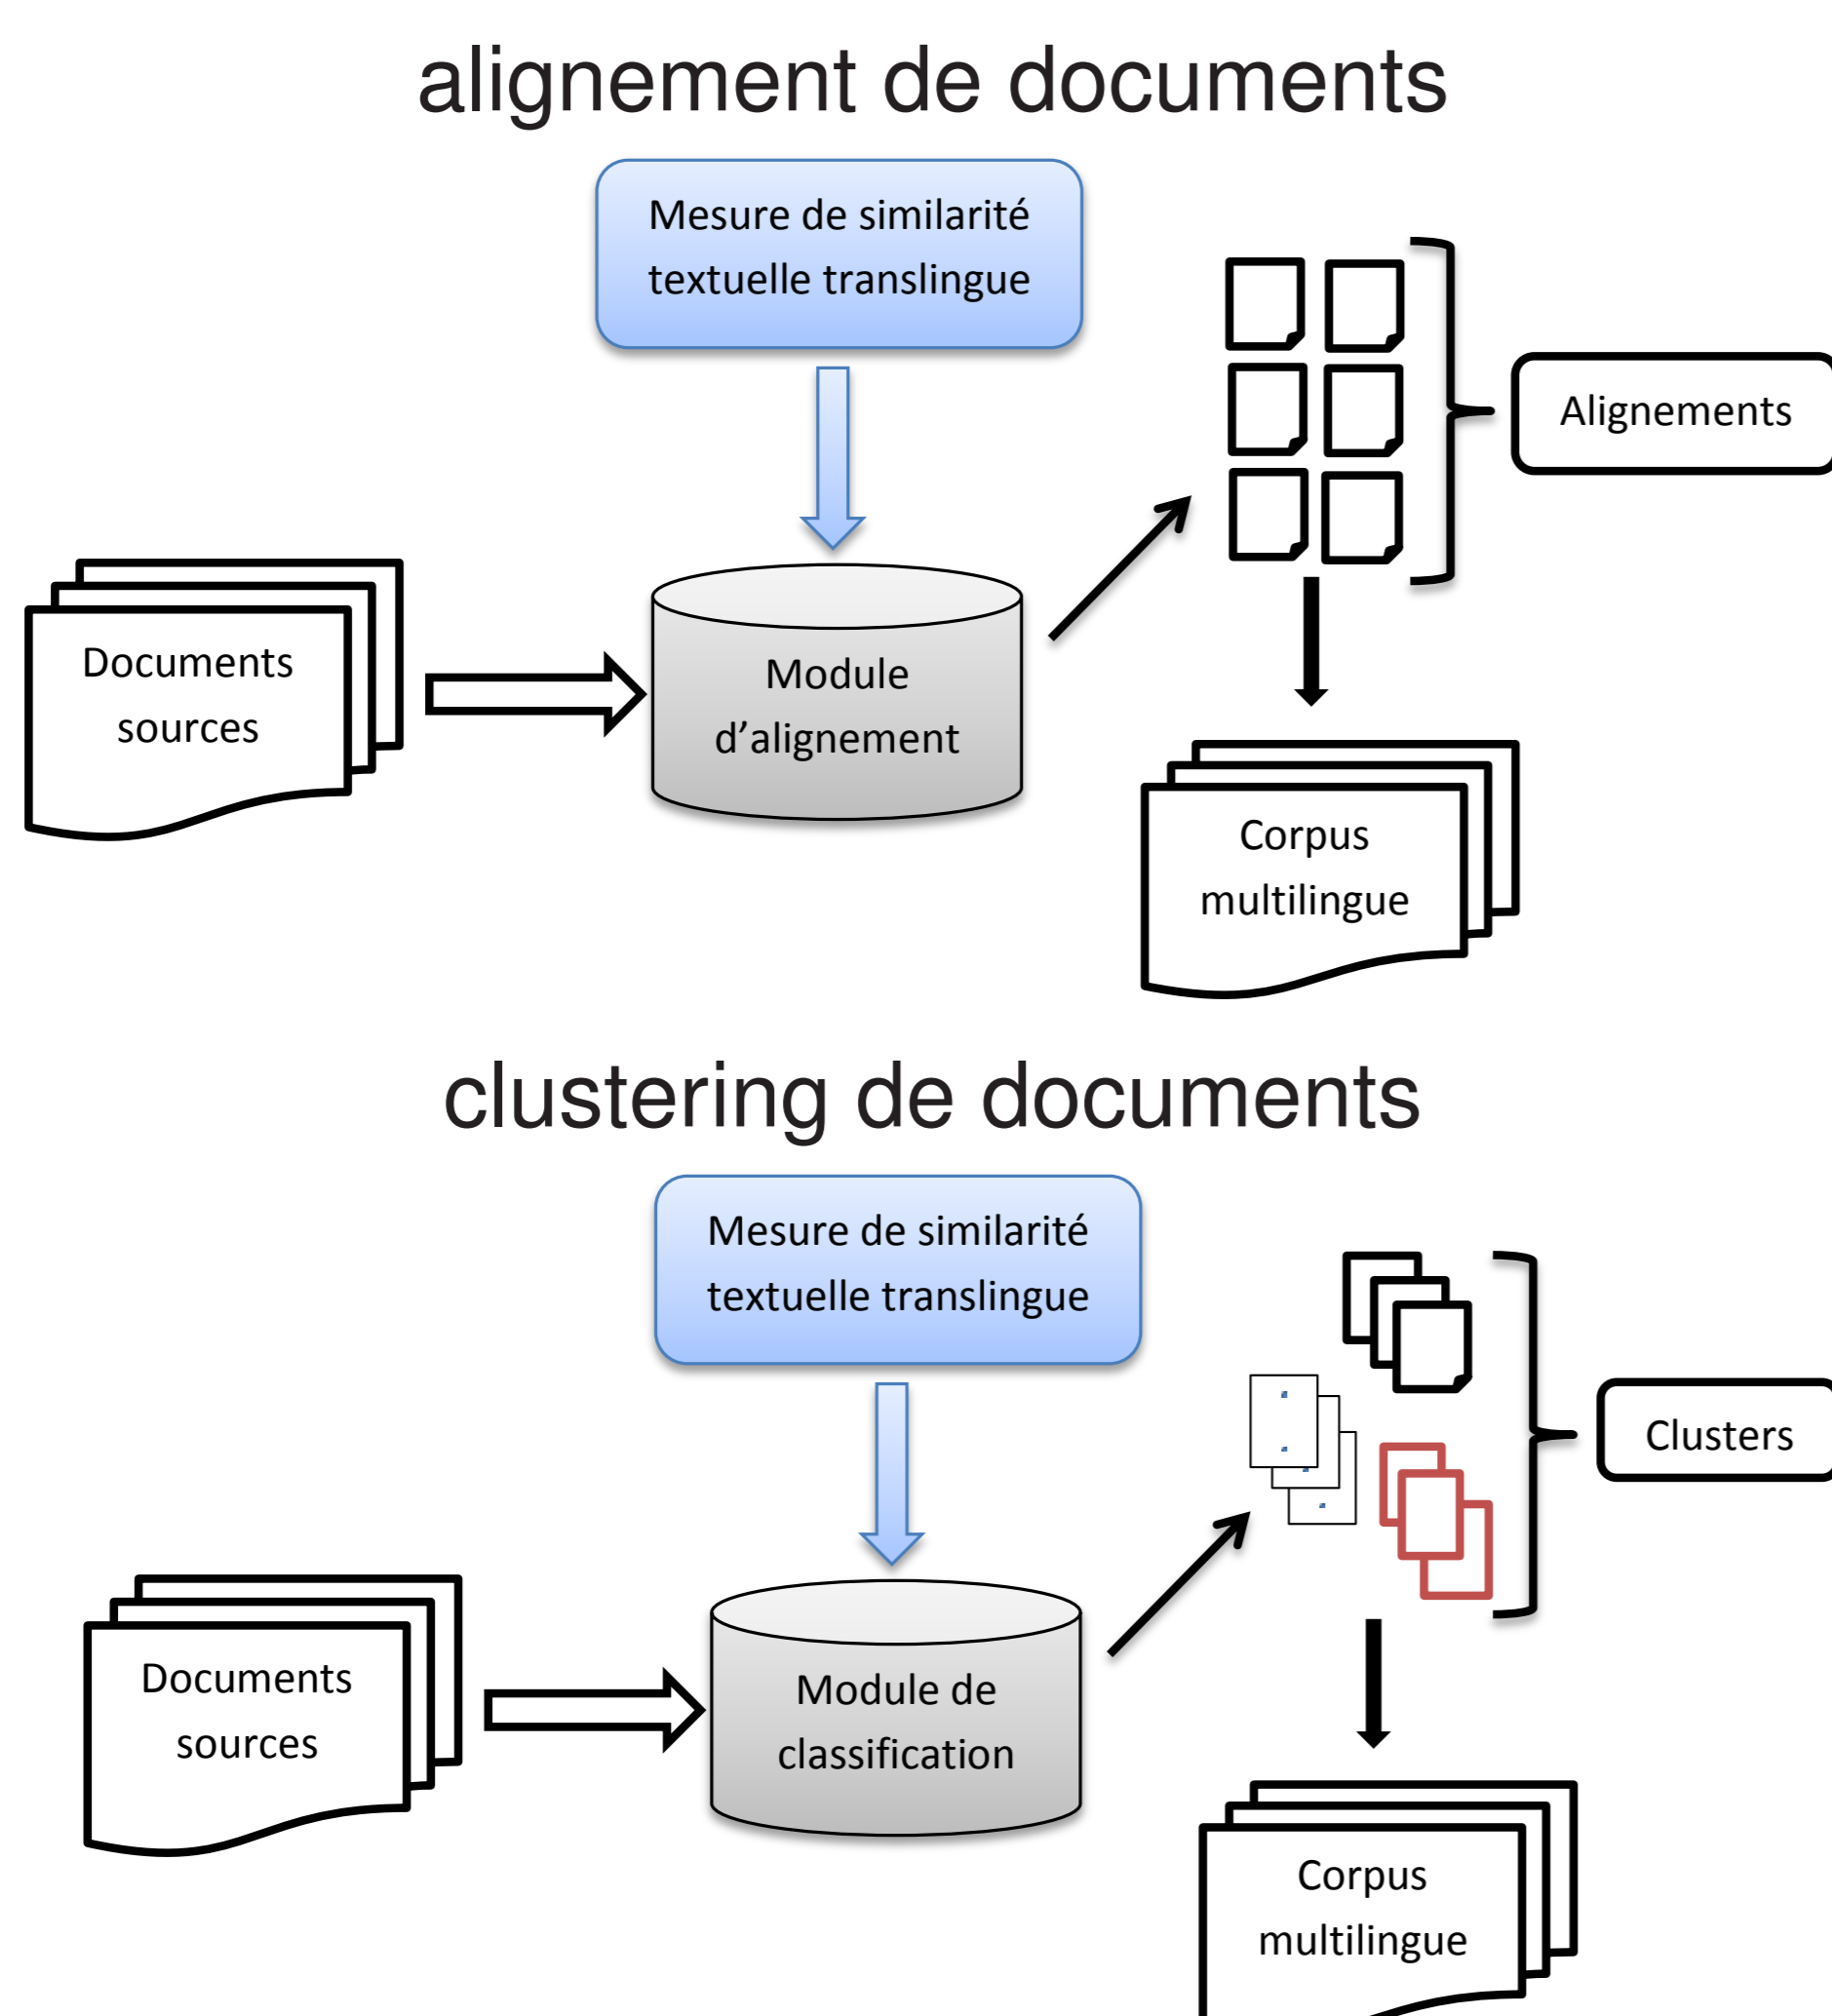 alignement de documents
Mesure de similarité
textuelle translingue
Alignements
Documents
sources
Module
d’alignement
Corpus
multilingue
clustering de documents
Mesure de similarité
textuelle translingue
Clusters
Documents
sources
Module de
classification
Corpus
multilingue